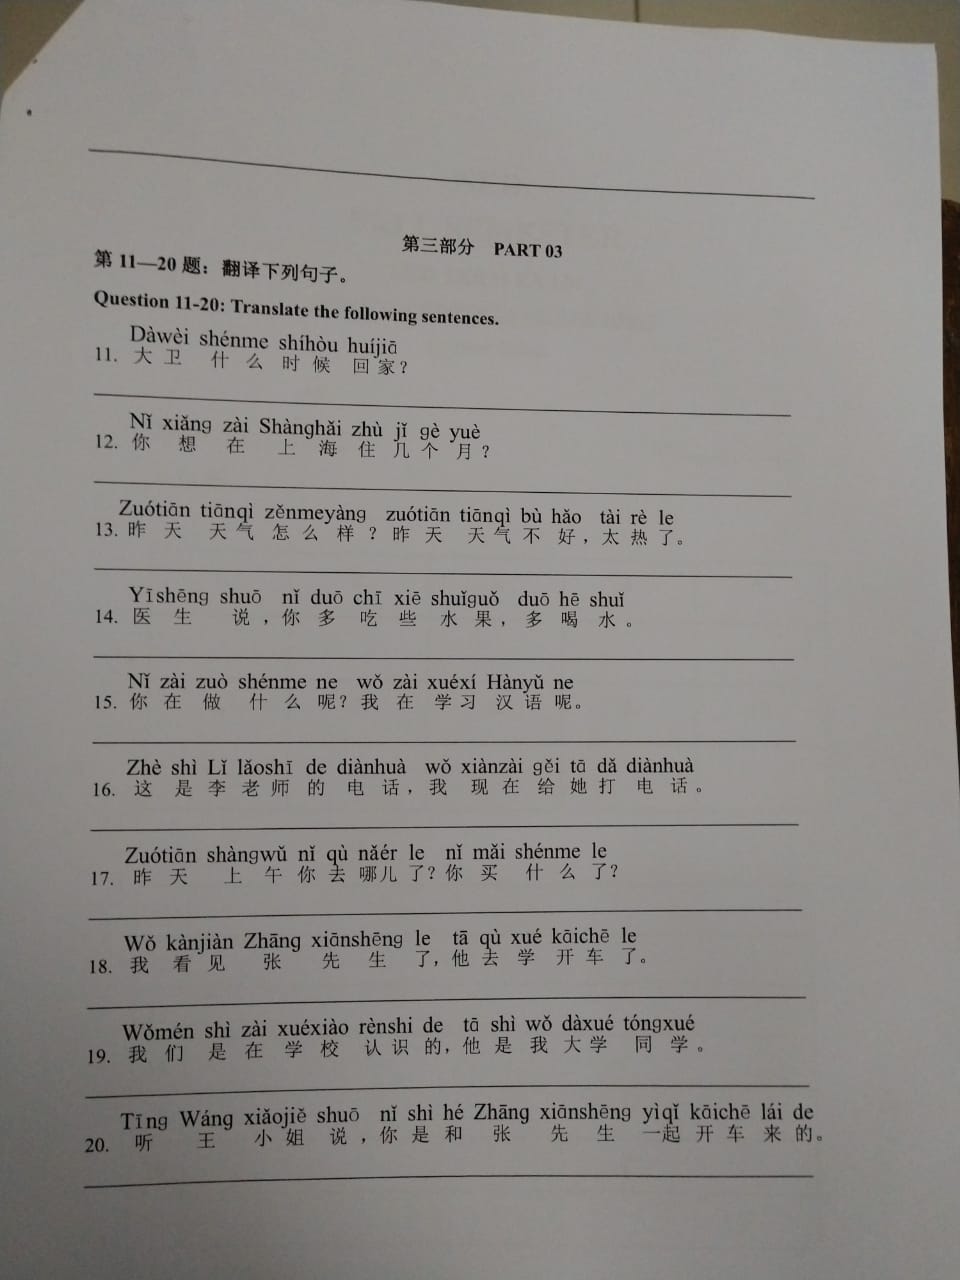 第三部分 PART 03
第 11—20 题：翻译下列句子。
Question 11-20: Translate the following sentences.
Dàwèi shénme shíhòu huíjiā
11. 大卫 什么时候 回家?
Nǐ xiǎng zài Shànghǎi zhù jǐ gè yuè
12. 你 想 在 上海 住 几 个 月?
Zuótiān tiānqì zěnmeyàng zuótiān tiānqì bù hǎo tài rè le
13. 昨天 天气 怎么样? 昨天 天气 不 好, 太 热 了。
Yīshēng shuō nǐ duō chī xiē shuǐguǒ duō hē shuǐ
14. 医生 说, 你 多 吃 些 水果, 多 喝 水。
Nǐ zài zuò shénme ne wǒ zài xuéxí Hànyǔ ne
15. 你 在 做 什么 呢? 我 在 学习 汉语 呢。
Zhè shì Lǐ lǎoshī de diànhuà wǒ xiànzài gěi tā dǎ diànhuà
16. 这 是 李 老师 的 电话, 我 现在 给 她 打 电话。
Zuótiān shàngwǔ nǐ qù nǎér le nǐ mǎi shénme le
17. 昨天 上午 你 去 哪儿 了? 你 买 什么 了?
Wǒ kànjiàn Zhāng xiānshēng le tā qù xué kāichē le
18. 我 看见 张 先生 了, 他 去 学 开车 了。
Wǒmén shì zài xuéxiào rènshi de tā shì wǒ dàxué tóngxué
19. 我们 是 在 学校 认识 的, 他 是 我 大学 同学。
Tīng Wáng xiǎojiě shuō nǐ shì hé Zhāng xiānshēng yìqǐ kāichē lái de
20. 听 王 小姐 说, 你 是 和 张 先生 一起 开车 来 的。